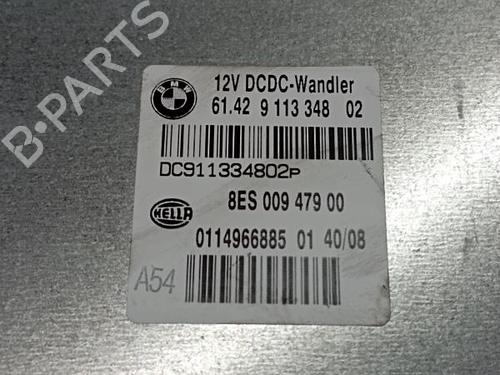 B-PARTS
BMW
12V DCDC-Wandler
61.42 9 113 348 02
DC911334802P
HELLA
8ES 009 479 00
0114966885 01 40/08
A54